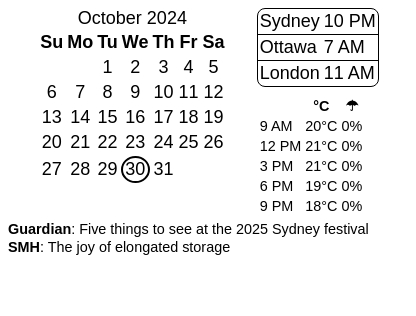 October 2024
Su Mo Tu We Th Fr Sa
1 2 3 4 5
6 7 8 9 10 11 12
13 14 15 16 17 18 19
20 21 22 23 24 25 26
27 28 29 30 31
Sydney 10 PM
Ottawa 7 AM
London 11 AM
°C ☂
9 AM 20°C 0%
12 PM 21°C 0%
3 PM 21°C 0%
6 PM 19°C 0%
9 PM 18°C 0%
Guardian: Five things to see at the 2025 Sydney festival
SMH: The joy of elongated storage